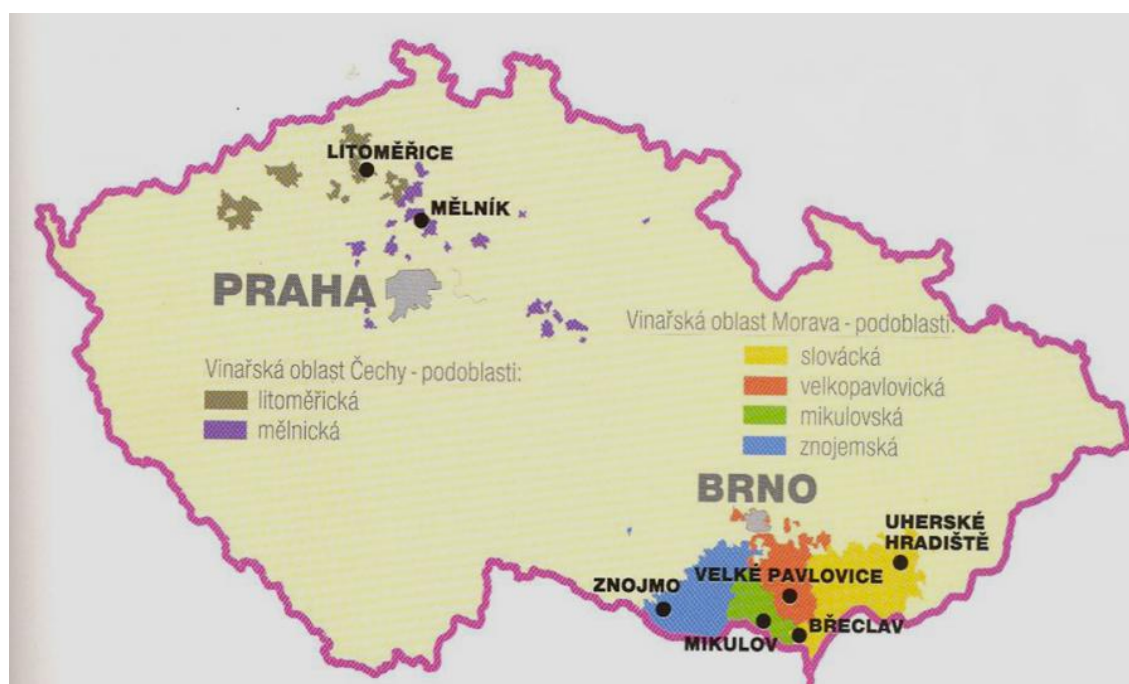 LITOMĚŘICE
MĚLNÍK
PRAHA
Vinařská oblast Čechy - podoblasti:
litoměřická
mělnická
Vinařská oblast Morava - podoblasti:
slovácká
velkopavlovická
mikulovská
znojemská
BRNO
UHERSKÉ
HRADIŠTĚ
ZNOJMO
VELKÉ PAVLOVICE
MIKULOV
BŘECLAV